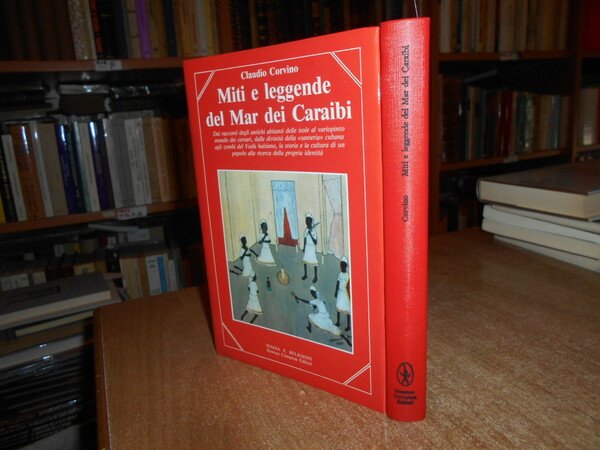 Claudio Corvino
Miti e leggende
del Mar dei Caraibi
Dai racconti degli antichi abitanti delle isole al variopinto
mondo dei corsari, dalle divinità della «santería» cubana
agli zombi del Vodù haitiano, la storia e la cultura di un
popolo alla ricerca della propria identità
MAGIA E RELIGIONI
Newton Compton Editori
Corvino Miti e leggende del Mar dei Caraibi
Newton
Compton
Editori